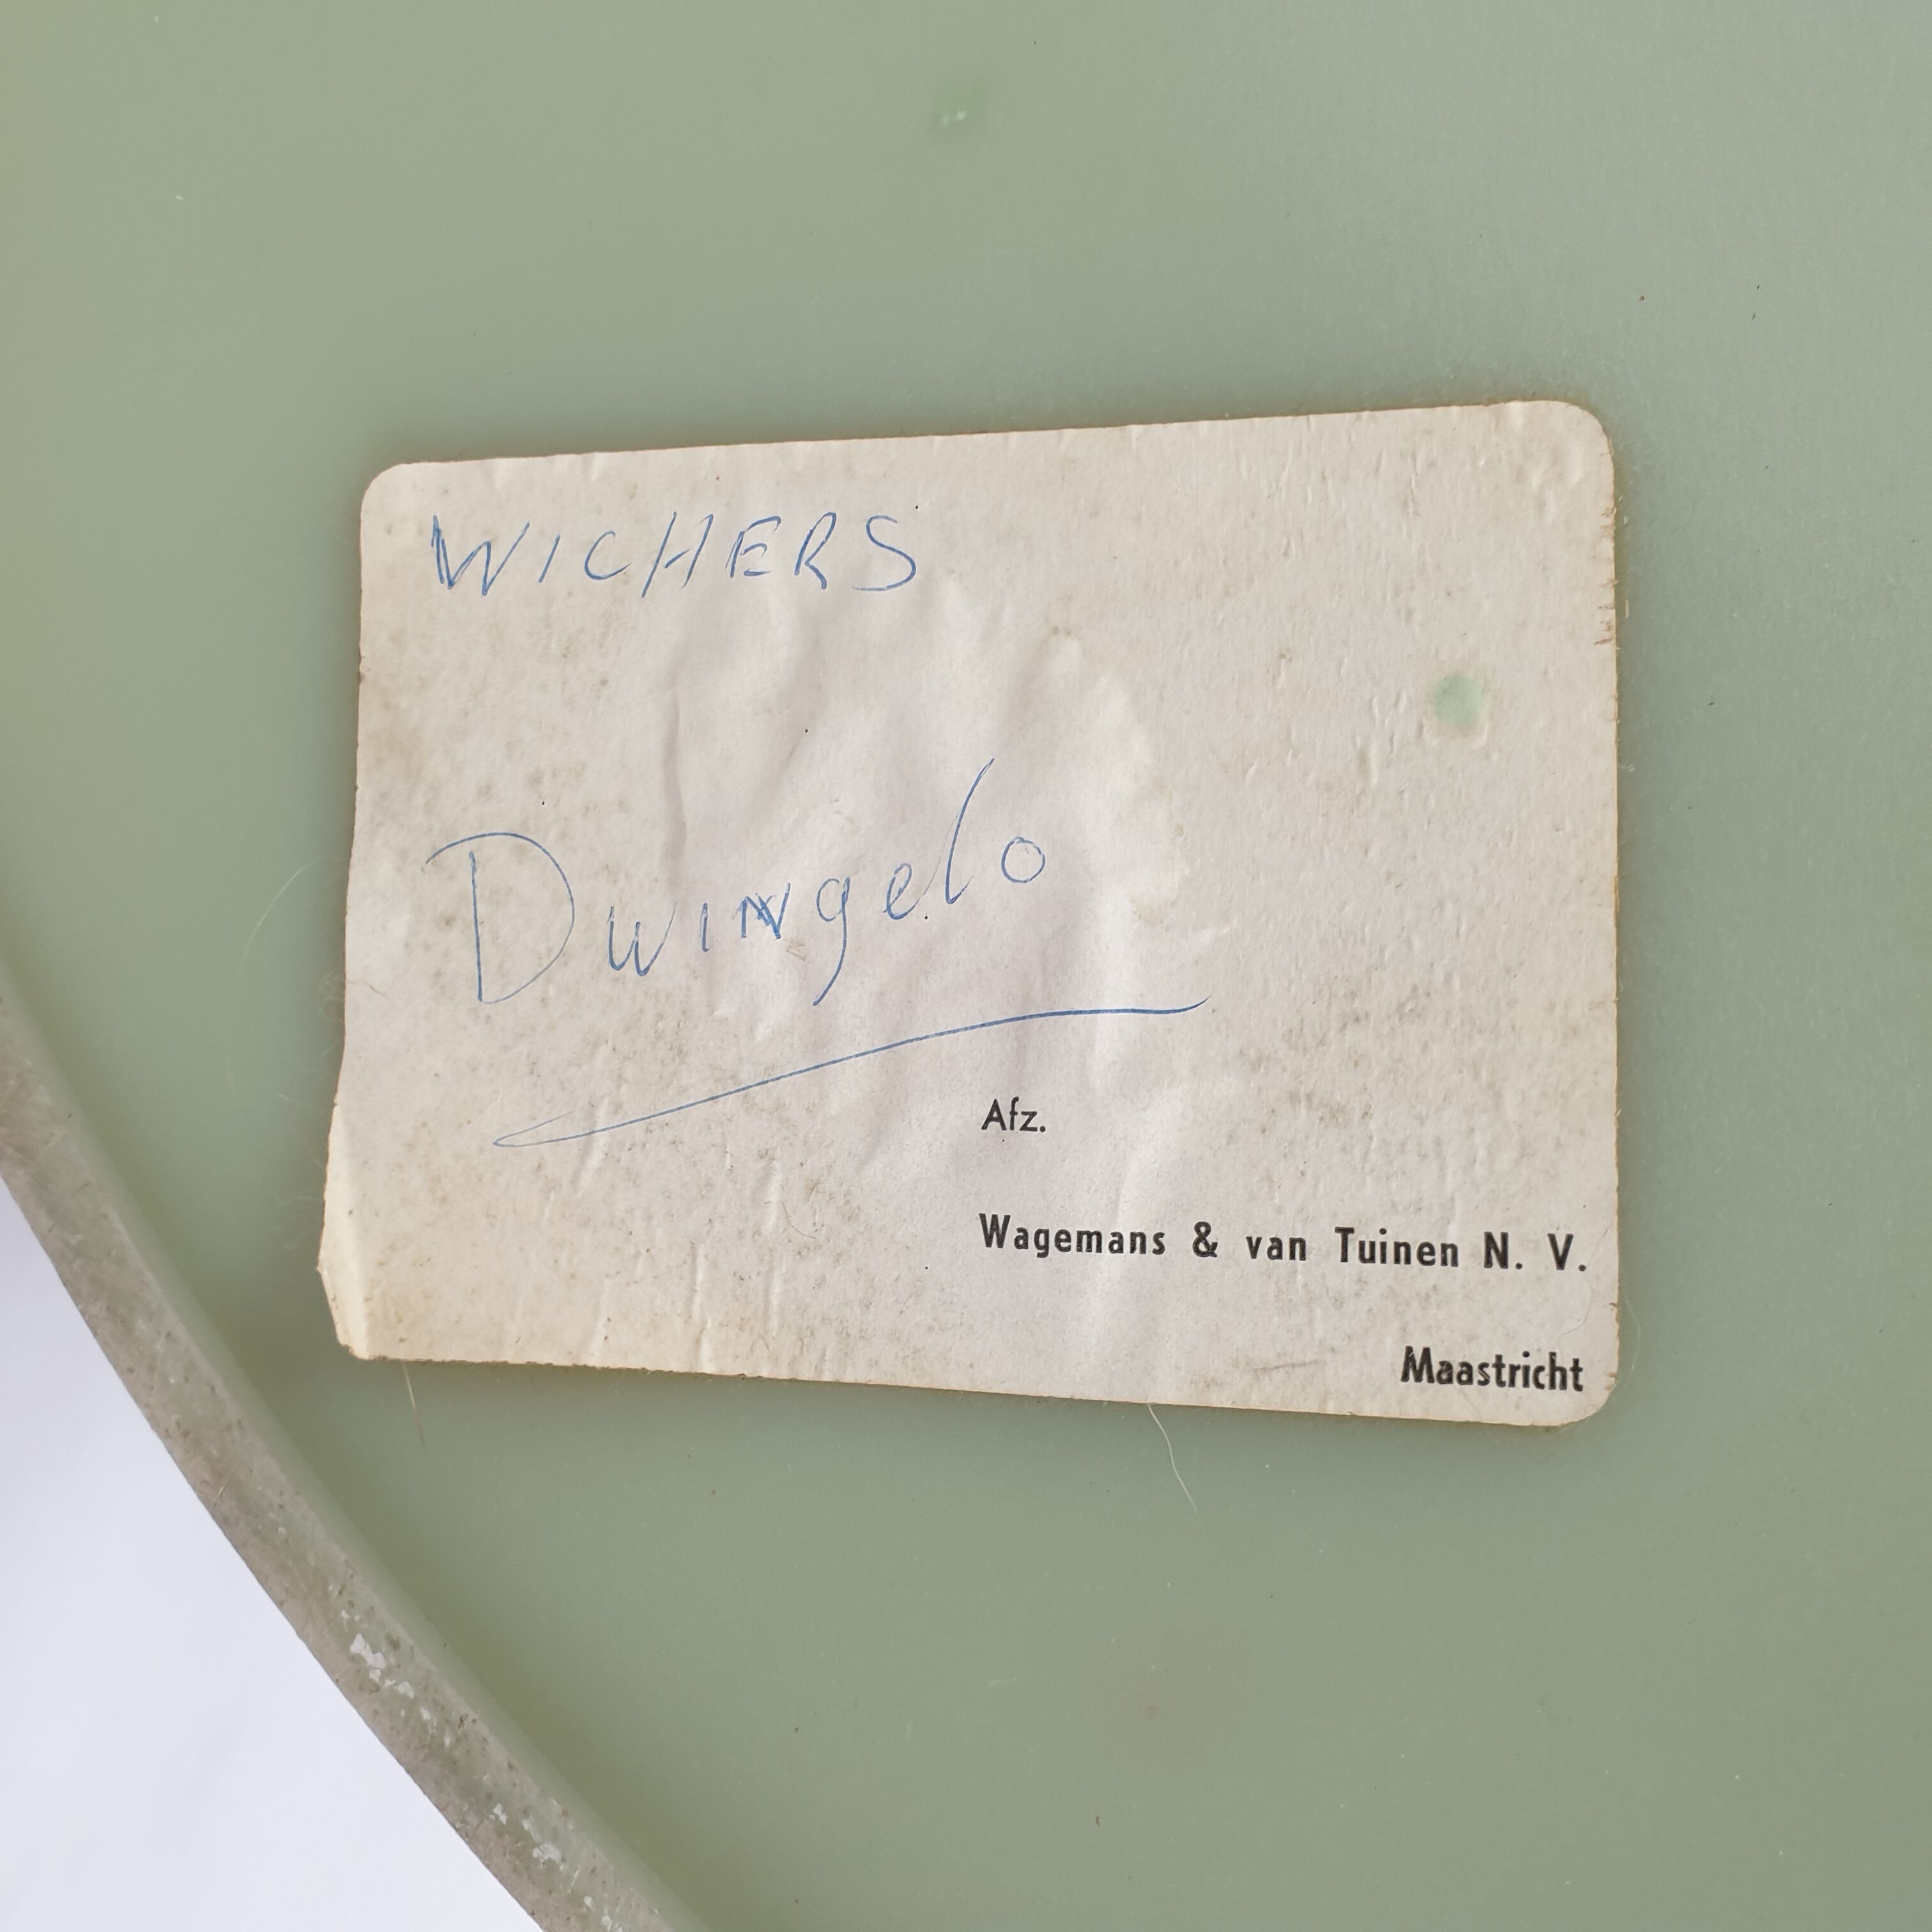 WICHERS
Dwingelo
Afz.
Wagemans & van Tuinen N. V.
Maastricht